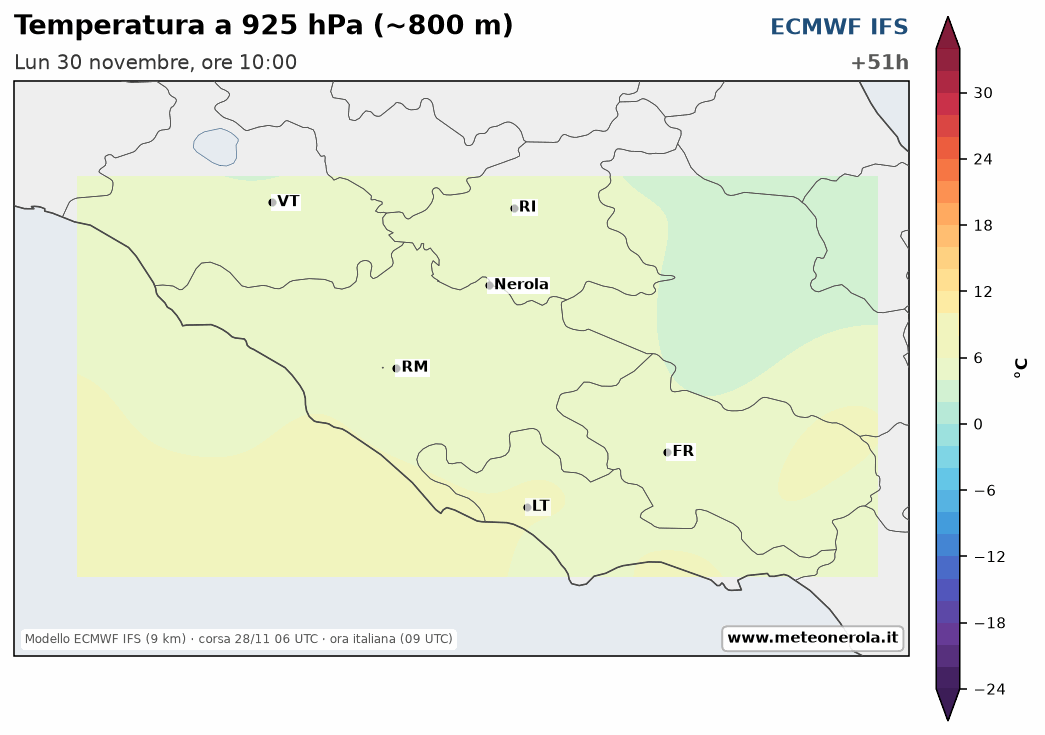 Temperatura a 925 hPa (~800 m)
ECMWF IFS
Lun 30 novembre, ore 10:00
+51h
VT
RI
Nerola
RM
FR
LT
30
24
18
12
6
0
−6
−12
−18
−24
°C
Modello ECMWF IFS (9 km) · corsa 28/11 06 UTC · ora italiana (09 UTC)
www.meteonerola.it